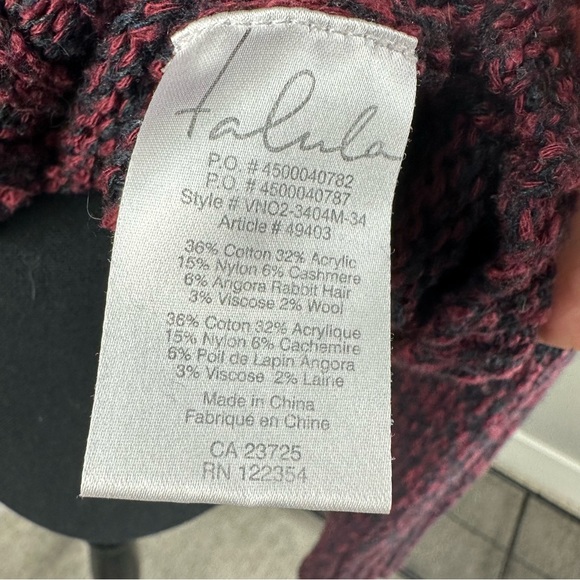 talula
P.O. # 4500040782
P.O. # 4500040787
Style # VNO2-3404M-34
Article # 49403
36% Cotton 32% Acrylic
15% Nylon 6% Cashmere
6% Angora Rabbit Hair
3% Viscose 2% Wool
36% Coton 32% Acrylique
15% Nylon 6% Cachemire
6% Poil de Lapin Angora
3% Viscose 2% Laine
Made in China
Fabriqué en Chine
CA 23725
RN 122354